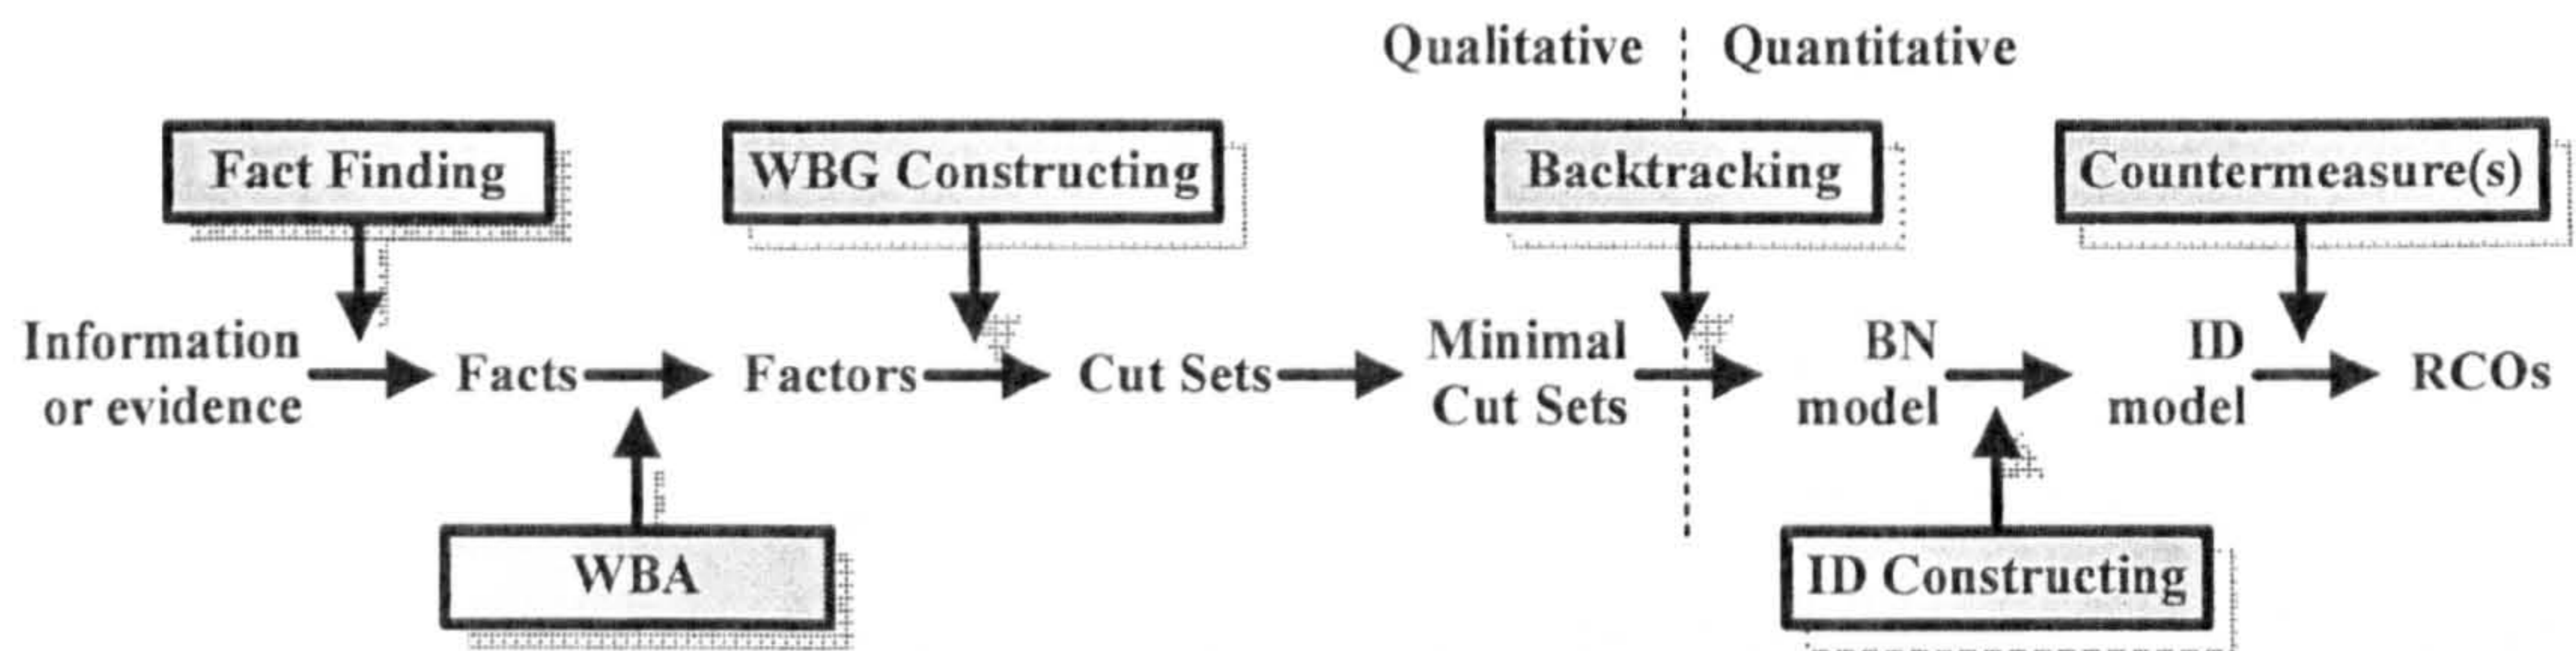 Qualitative Quantitative
Fact Finding
WBG Constructing
Backtracking
Countermeasure(s)
Information
or evidence
Facts
Factors
Cut Sets
Minimal
Cut Sets
BN
model
ID
model
RCOs
WBA
ID Constructing